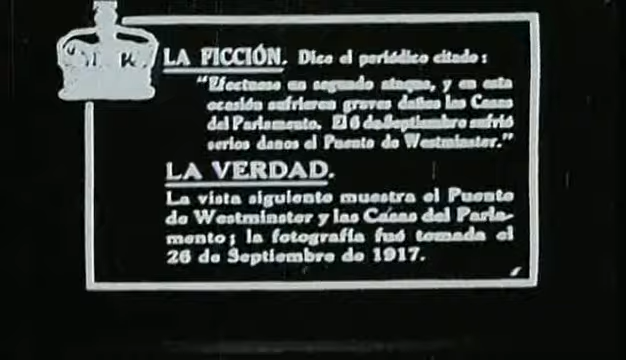 LA FICCIÓN. Dice el periódico citado:
"Efectuose un segundo ataque, y en esta
ocasión sufrieron graves daños las Casas
del Parlamento. El 6 de Septiembre sufrió
serios danos el Puente de Westminster."
LA VERDAD.
La vista siguiente muestra el Puente
de Westminster y las Casas del Parla-
mento; la fotografía fué tomada el
26 de Septiembre de 1917.